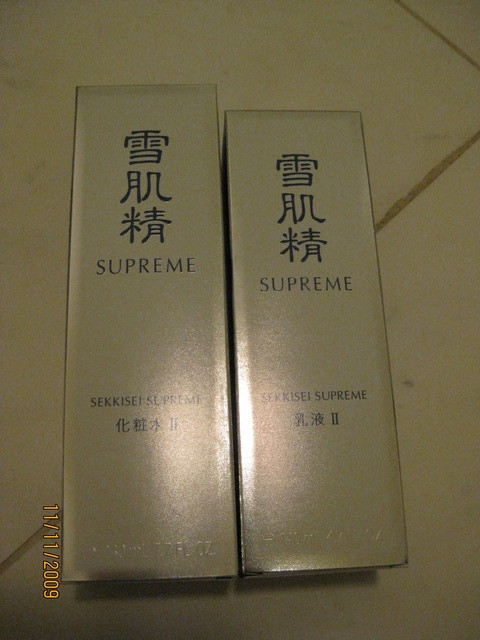 雪
肌
精
SUPREME
SEKKISEI SUPREME
化粧水 II
雪
肌
精
SUPREME
SEKKISEI SUPREME
乳液 II
11/11/2009